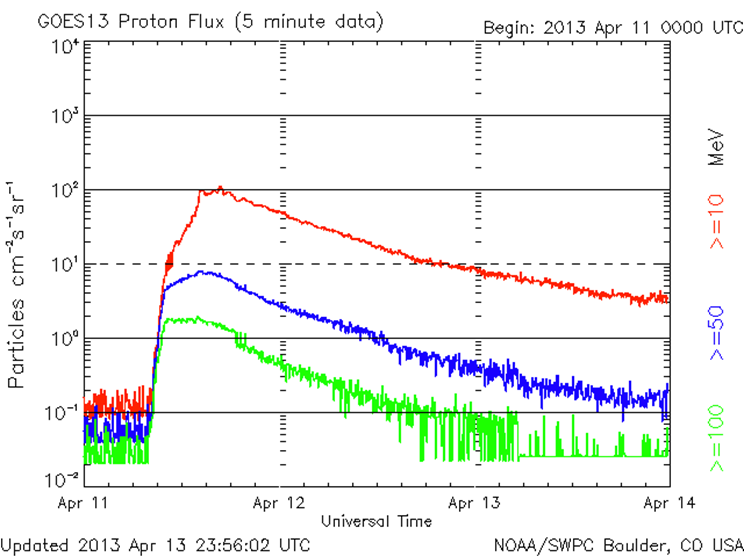 GOES13 Proton Flux (5 minute data)
Begin: 2013 Apr 11 0000 UTC
10⁴
10³
10²
10¹
10⁰
10⁻¹
10⁻²
Particles cm⁻²s⁻¹sr⁻¹
Apr 11
Apr 12
Apr 13
Apr 14
Universal Time
MeV
>=10
>=50
>=100
Updated 2013 Apr 13 23:56:02 UTC
NOAA/SWPC Boulder, CO USA